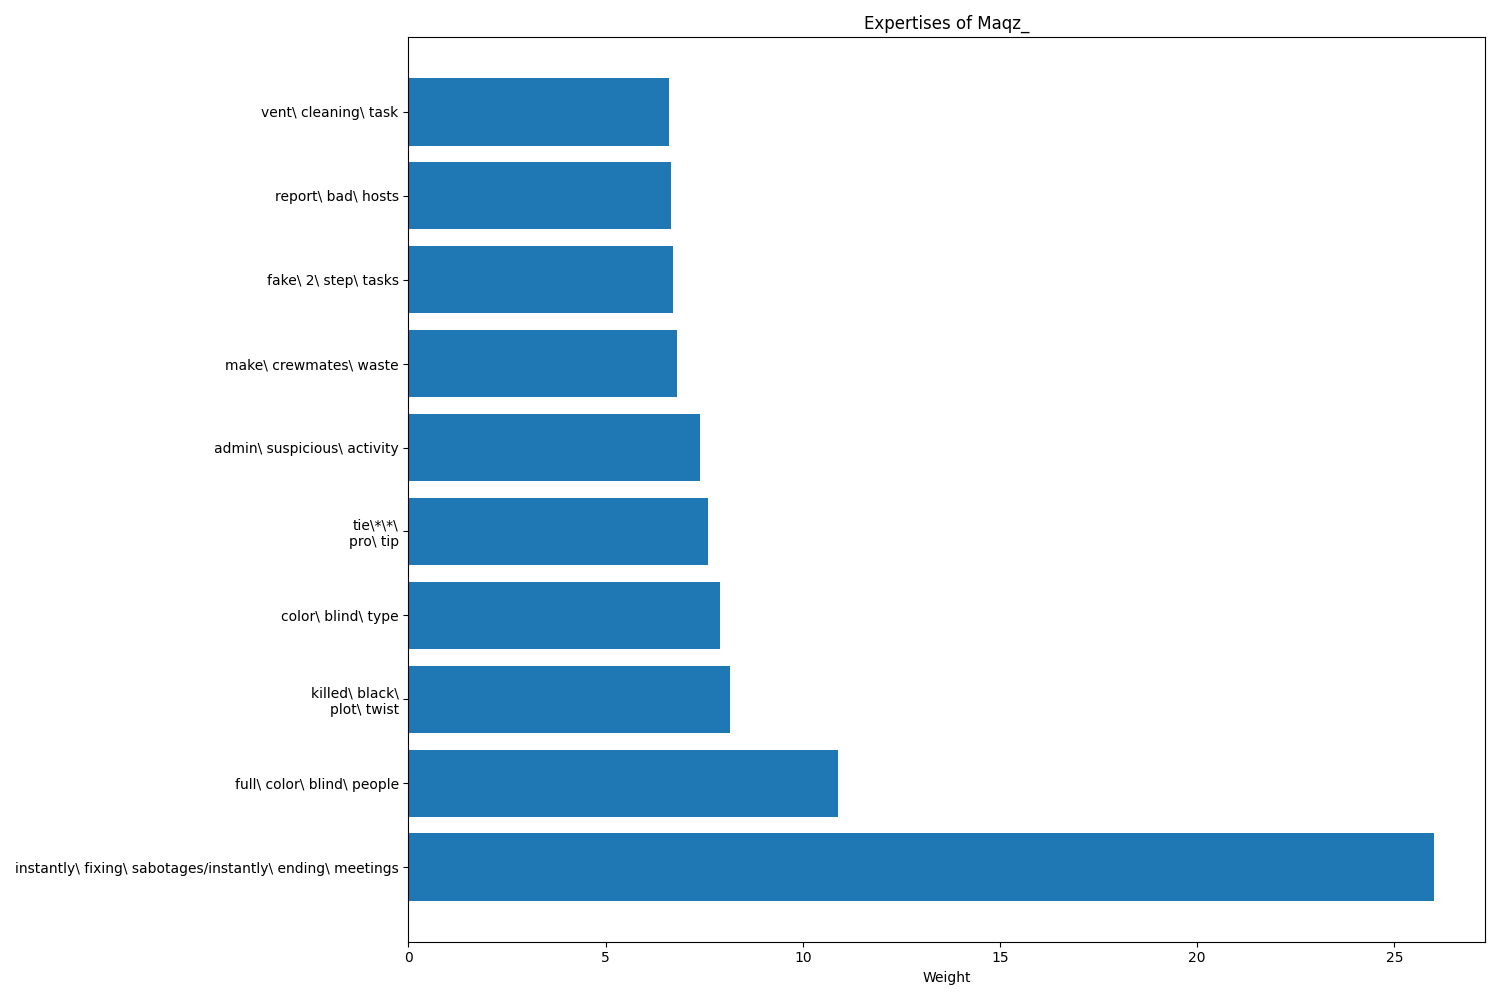 Expertises of Maqz_
vent\ cleaning\ task
report\ bad\ hosts
fake\ 2\ step\ tasks
make\ crewmates\ waste
admin\ suspicious\ activity
tie\*\*\
pro\ tip
color\ blind\ type
killed\ black\
plot\ twist
full\ color\ blind\ people
instantly\ fixing\ sabotages/instantly\ ending\ meetings
0 5 10 15 20 25
Weight